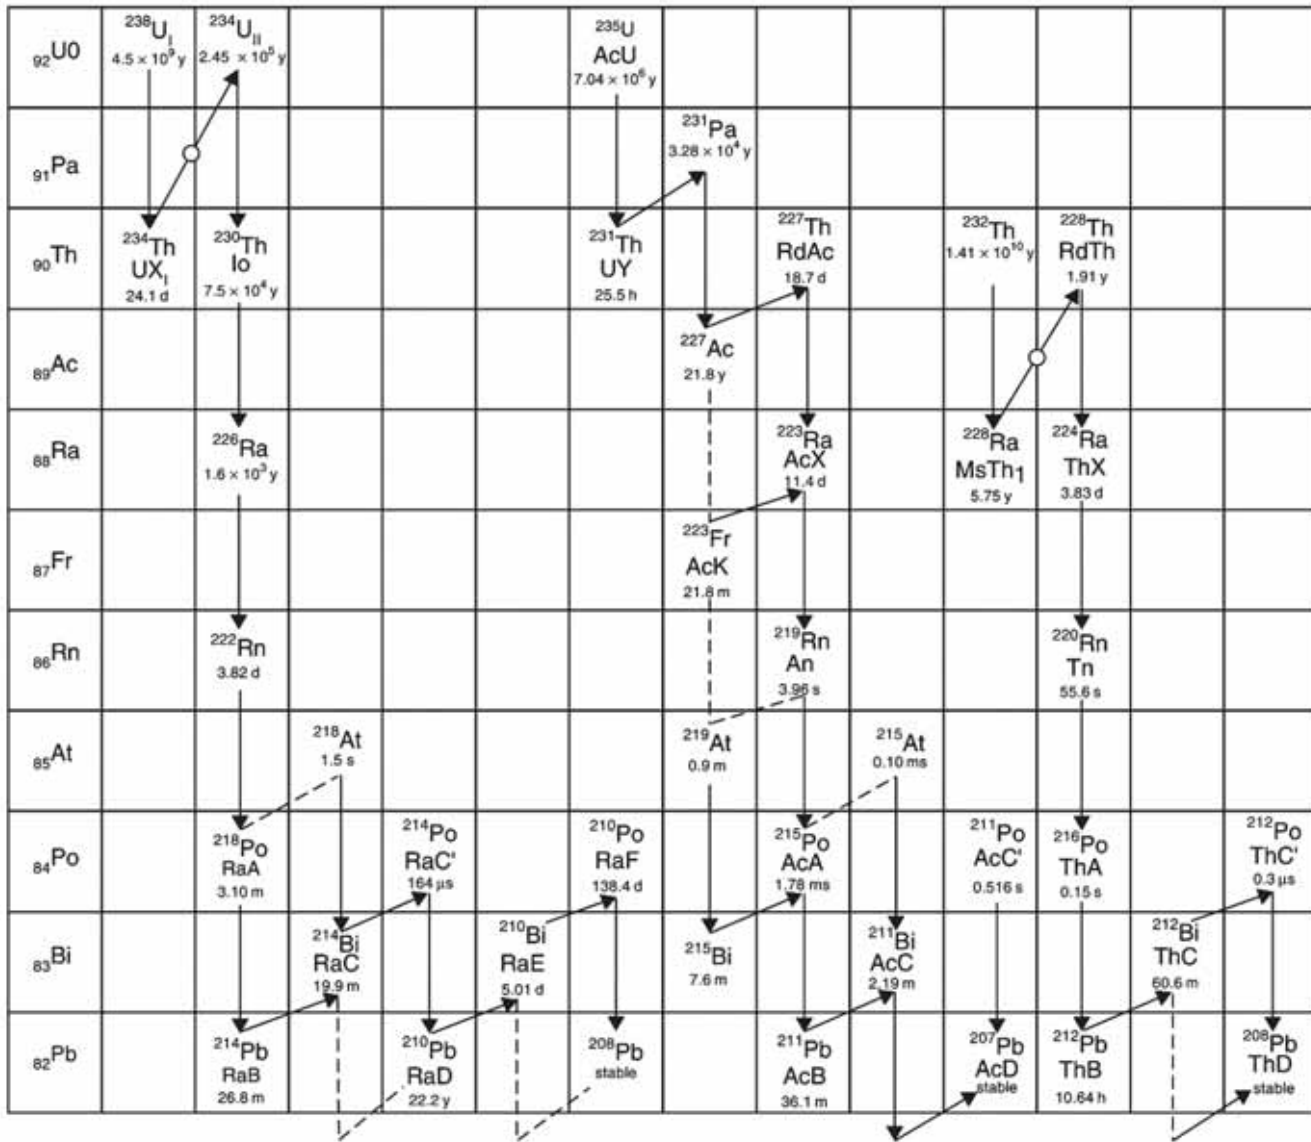 ₉₂U0
²³⁸U_I
4.5 × 10⁹ y
²³⁴U_II
2.45 × 10⁵ y
²³⁵U
AcU
7.04 × 10⁶ y
₉₁Pa
²³¹Pa
3.28 × 10⁴ y
₉₀Th
²³⁴Th
UX_I
24.1 d
²³⁰Th
Io
7.5 × 10⁴ y
²³¹Th
UY
25.5 h
²²⁷Th
RdAc
18.7 d
²³²Th
1.41 × 10¹⁰ y
²²⁸Th
RdTh
1.91 y
₈₉Ac
²²⁷Ac
21.8 y
₈₈Ra
²²⁶Ra
1.6 × 10³ y
²²³Ra
AcX
11.4 d
²²⁸Ra
MsTh₁
5.75 y
²²⁴Ra
ThX
3.83 d
₈₇Fr
²²³Fr
AcK
21.8 m
₈₆Rn
²²²Rn
3.82 d
²¹⁹Rn
An
3.96 s
²²⁰Rn
Tn
55.6 s
₈₅At
²¹⁸At
1.5 s
²¹⁹At
0.9 m
²¹⁵At
0.10 ms
₈₄Po
²¹⁸Po
RaA
3.10 m
²¹⁴Po
RaC'
164 μs
²¹⁰Po
RaF
138.4 d
²¹⁵Po
AcA
1.78 ms
²¹¹Po
AcC'
0.516 s
²¹⁶Po
ThA
0.15 s
²¹²Po
ThC'
0.3 μs
₈₃Bi
²¹⁴Bi
RaC
19.9 m
²¹⁰Bi
RaE
5.01 d
²¹⁵Bi
7.6 m
²¹¹Bi
AcC
2.19 m
²¹²Bi
ThC
60.6 m
₈₂Pb
²¹⁴Pb
RaB
26.8 m
²¹⁰Pb
RaD
22.2 y
²⁰⁸Pb
stable
²¹¹Pb
AcB
36.1 m
²⁰⁷Pb
AcD
stable
²¹²Pb
ThB
10.64 h
²⁰⁸Pb
ThD
stable